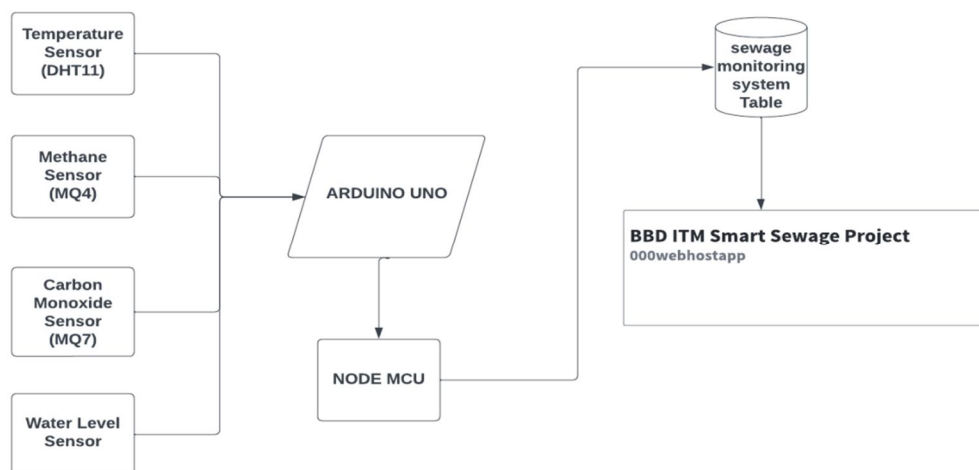 Temperature
Sensor
(DHT11)
Methane
Sensor
(MQ4)
Carbon
Monoxide
Sensor
(MQ7)
Water Level
Sensor
ARDUINO UNO
NODE MCU
sewage
monitoring
system
Table
BBD ITM Smart Sewage Project
000webhostapp